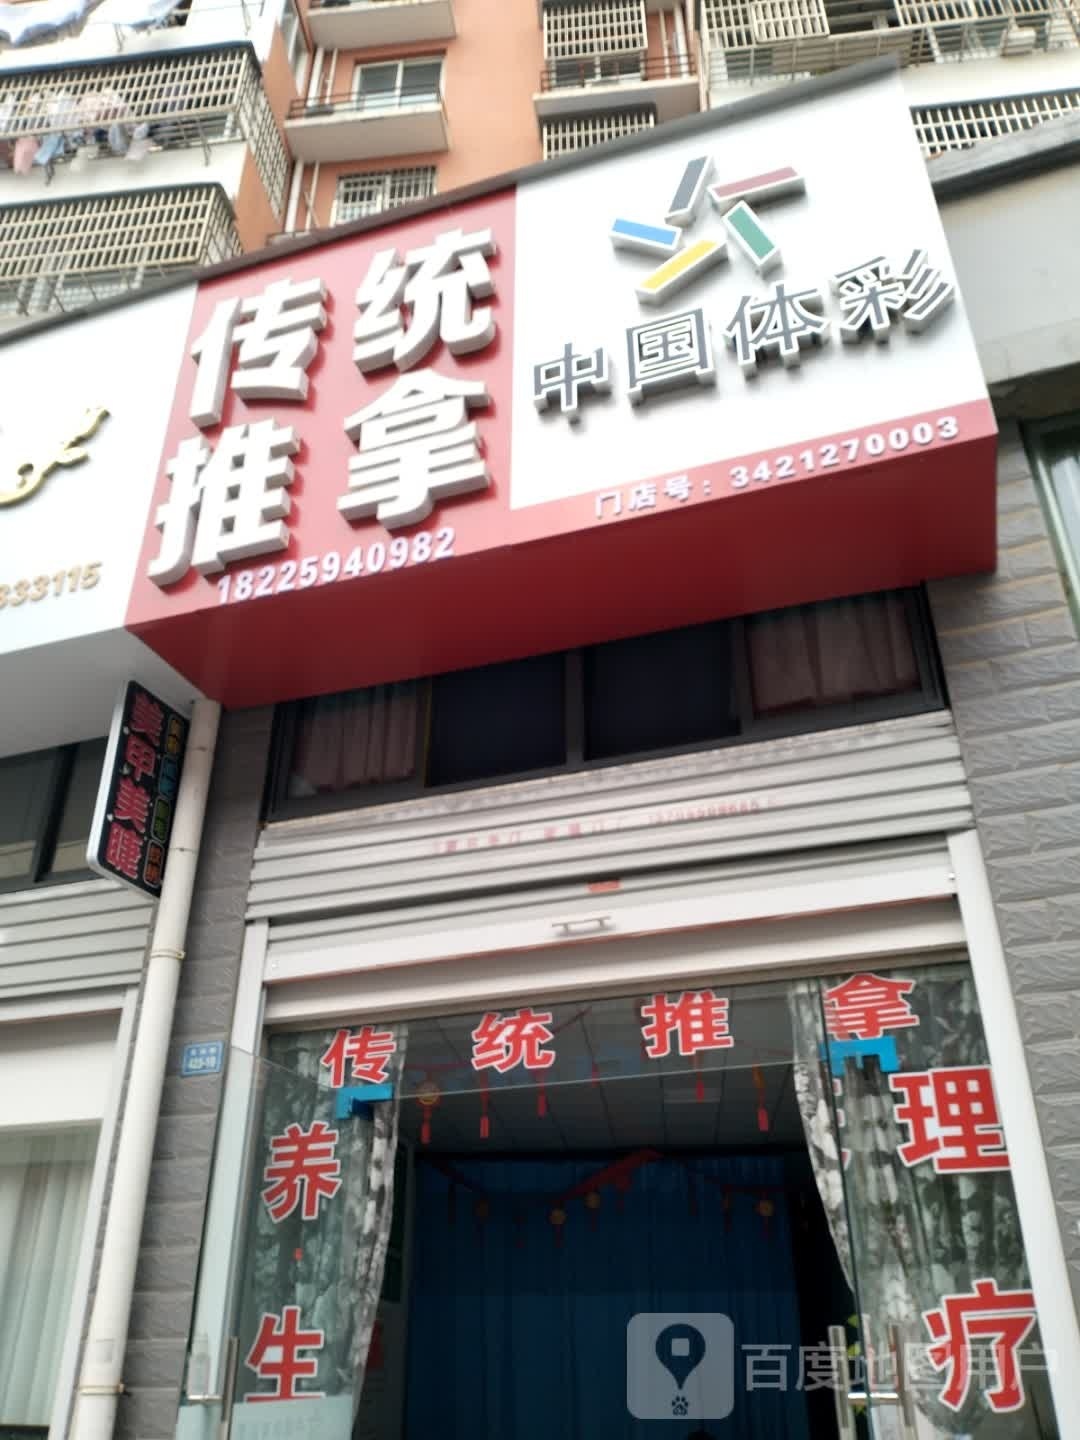 传统
推拿
18225940982
中国体彩
门店号：3421270003
333115
美甲美睫
传统推拿
养生
理疗
百度地图用户